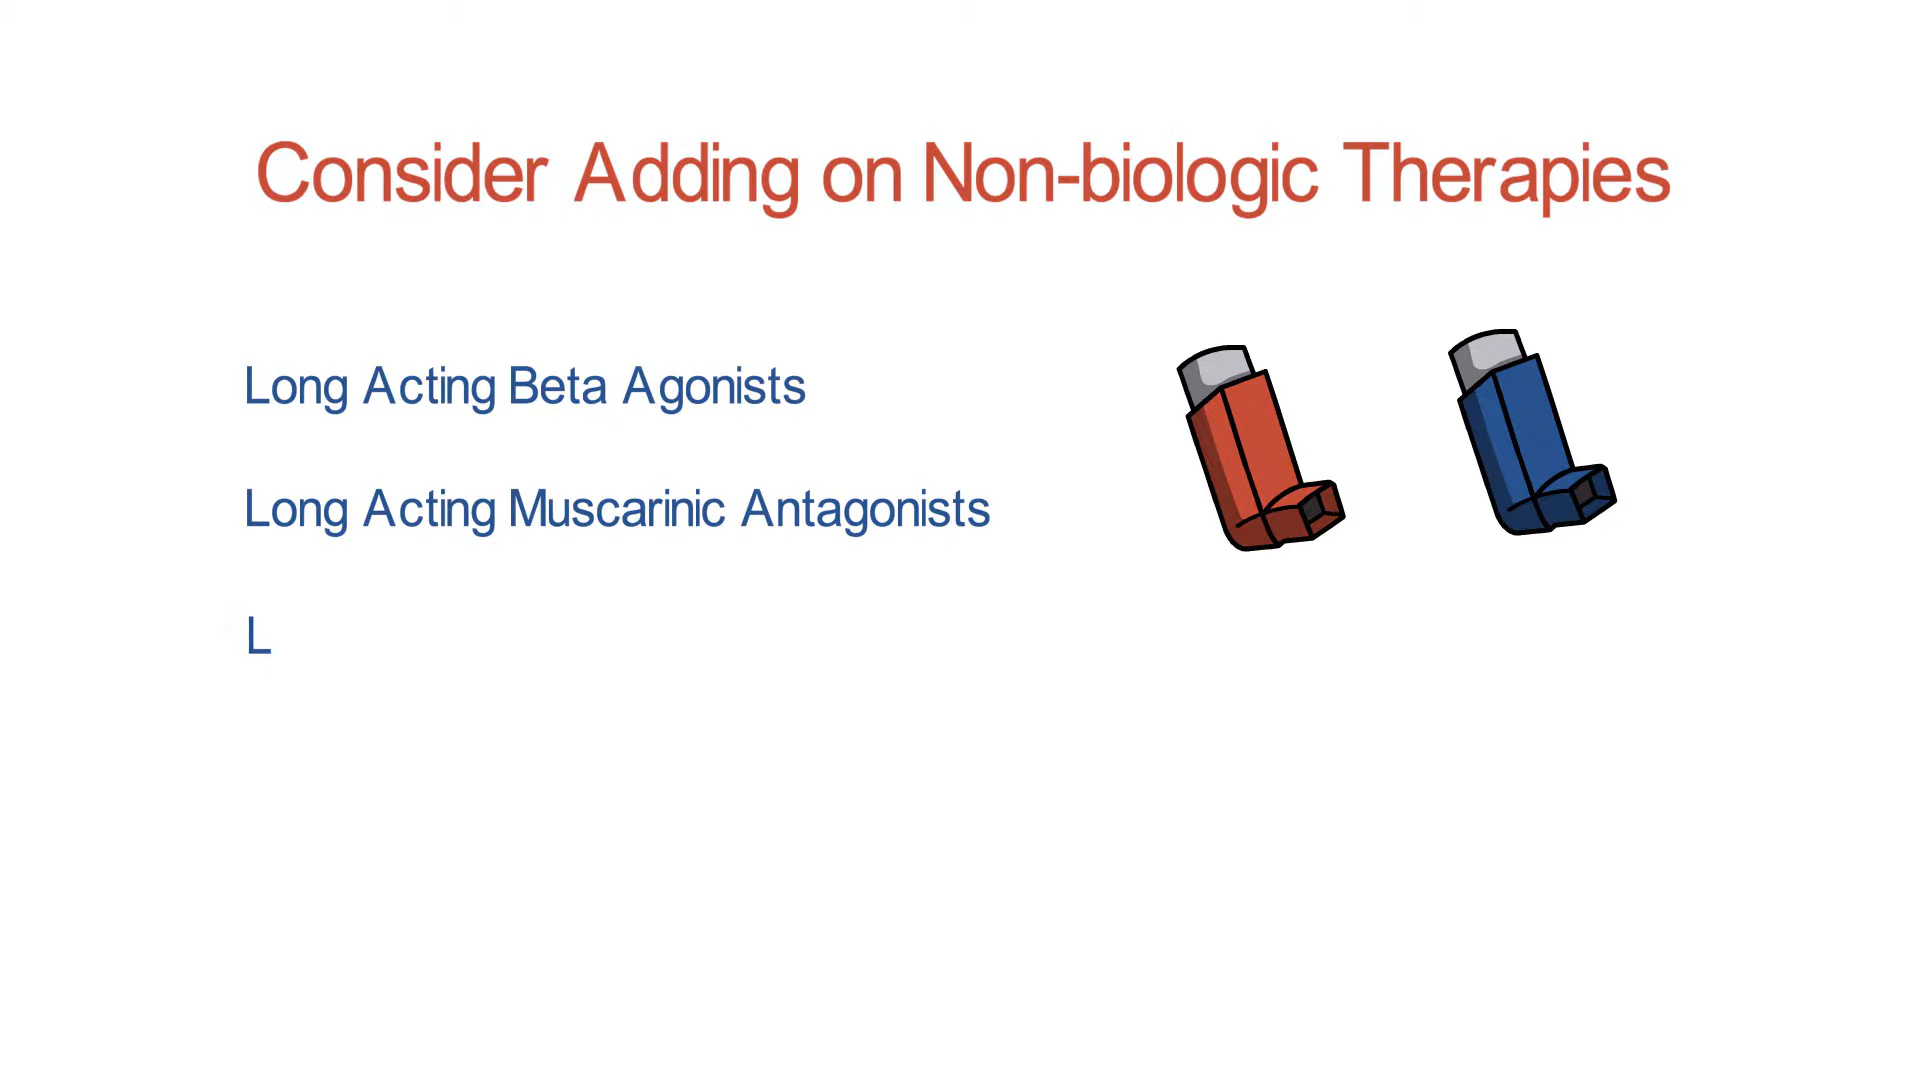 Consider Adding on Non-biologic Therapies
Long Acting Beta Agonists
Long Acting Muscarinic Antagonists
L